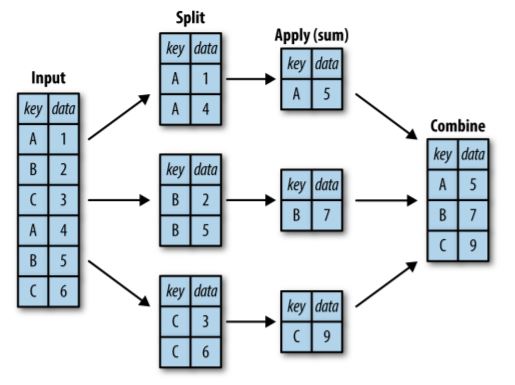 Input
key data
A 1
B 2
C 3
A 4
B 5
C 6
Split
key data
A 1
A 4
key data
B 2
B 5
key data
C 3
C 6
Apply (sum)
key data
A 5
key data
B 7
key data
C 9
Combine
key data
A 5
B 7
C 9